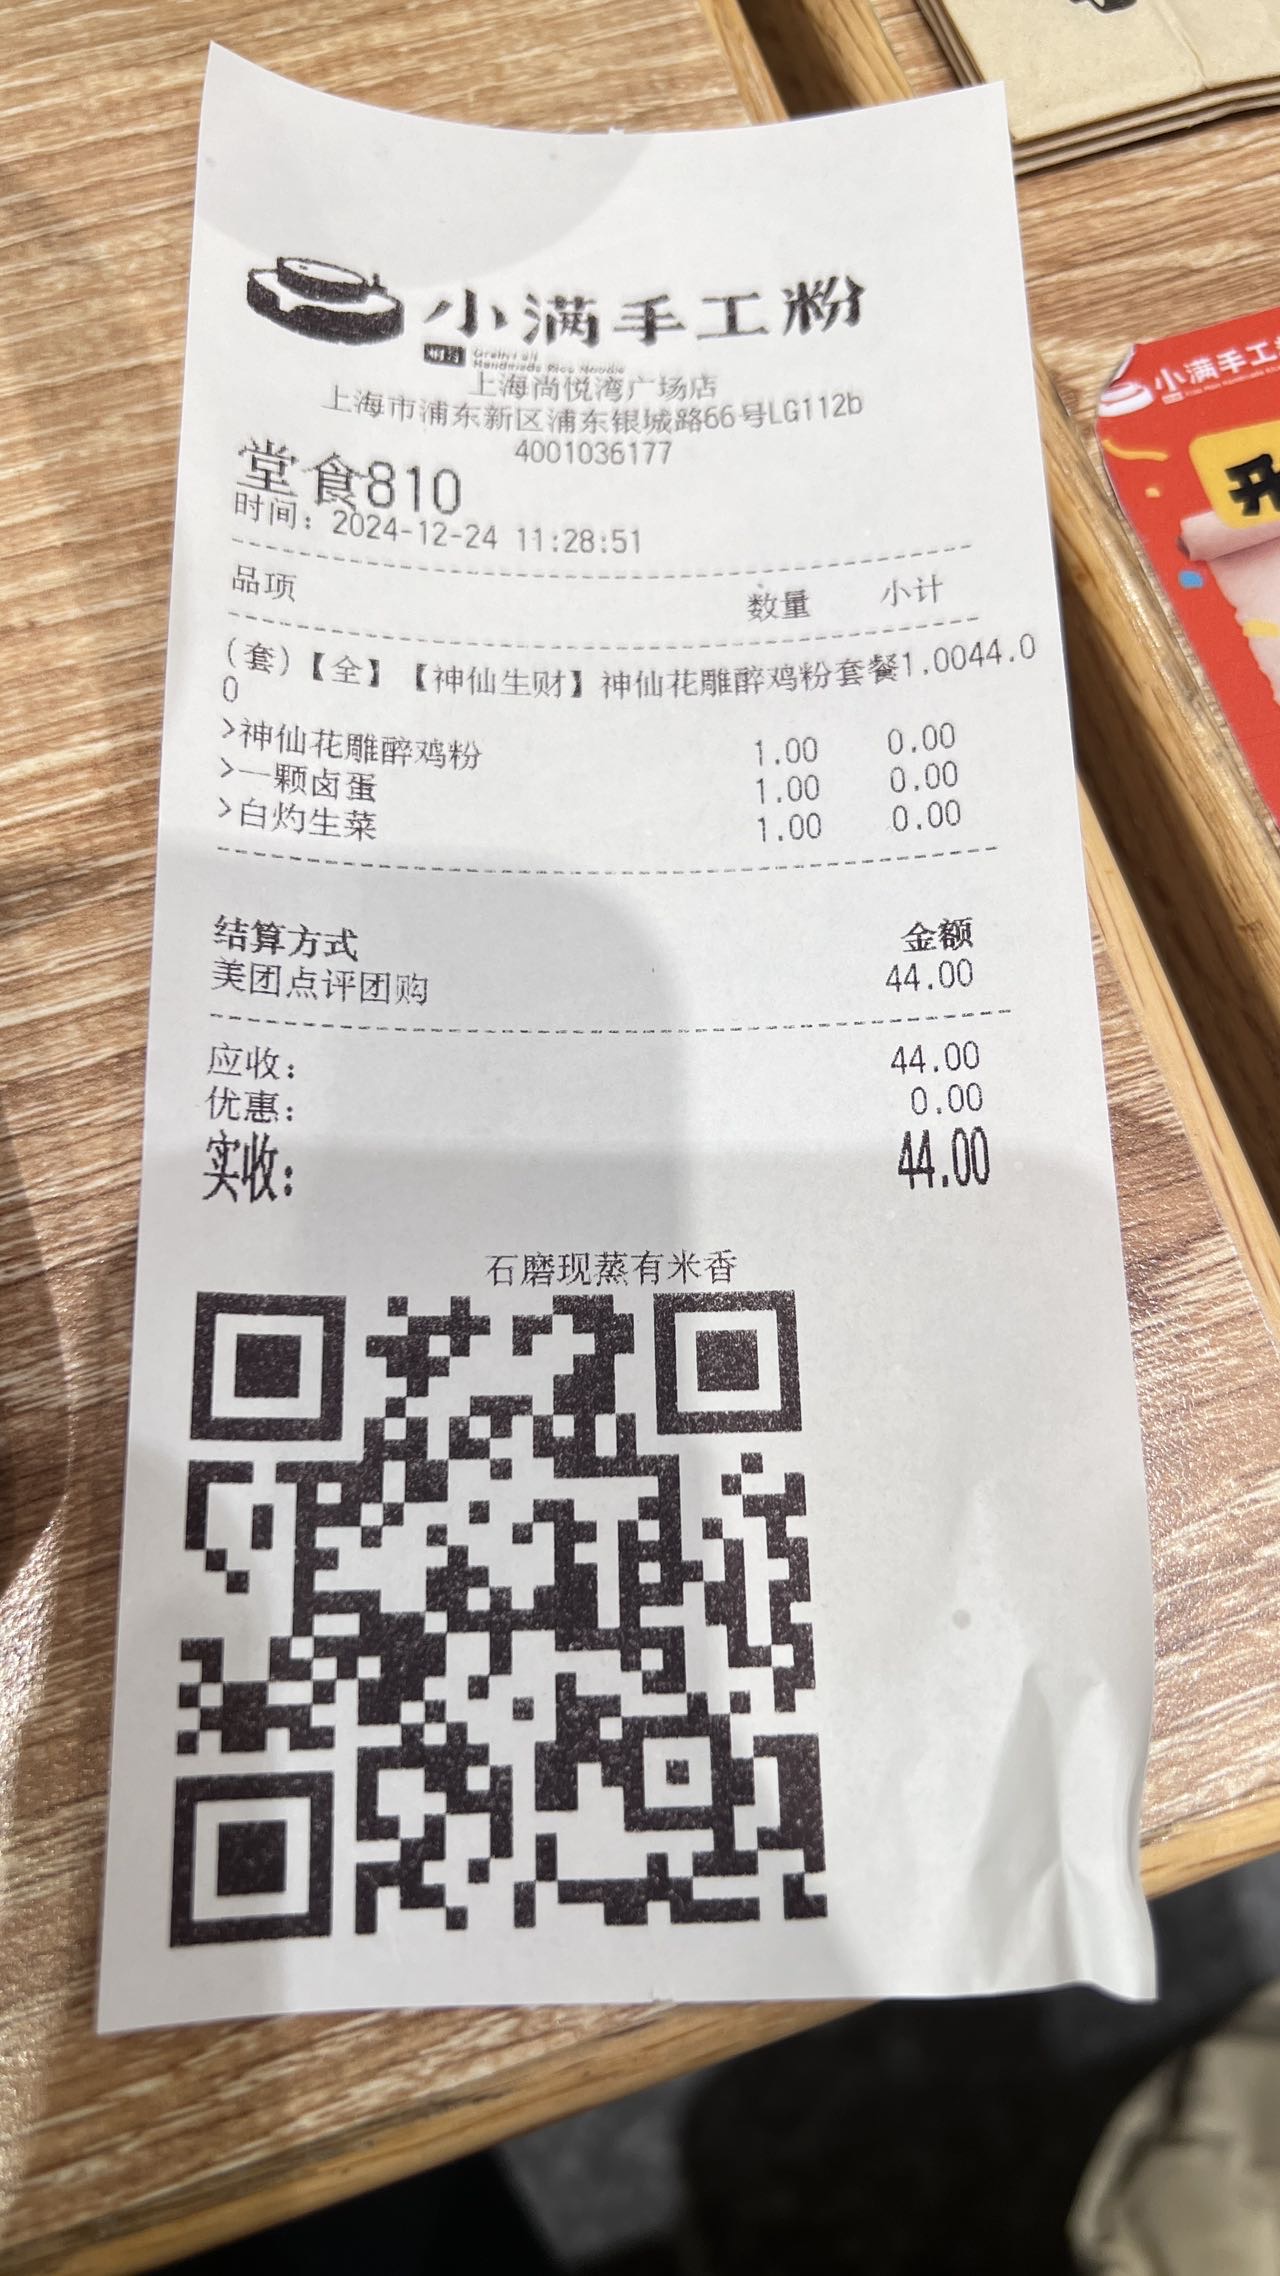 小满手工粉
Handmade Rice Noodle
上海尚悦湾广场店
上海市浦东新区浦东银城路66号LG112b
4001036177
堂食810
时间：2024-12-24 11:28:51
品项 数量 小计
(套)【全】【神仙生财】神仙花雕醉鸡粉套餐1.0044.0
0
>神仙花雕醉鸡粉 1.00 0.00
>一颗卤蛋 1.00 0.00
>白灼生菜 1.00 0.00
结算方式 金额
美团点评团购 44.00
应收： 44.00
优惠： 0.00
实收： 44.00
石磨现蒸有米香
小满手工